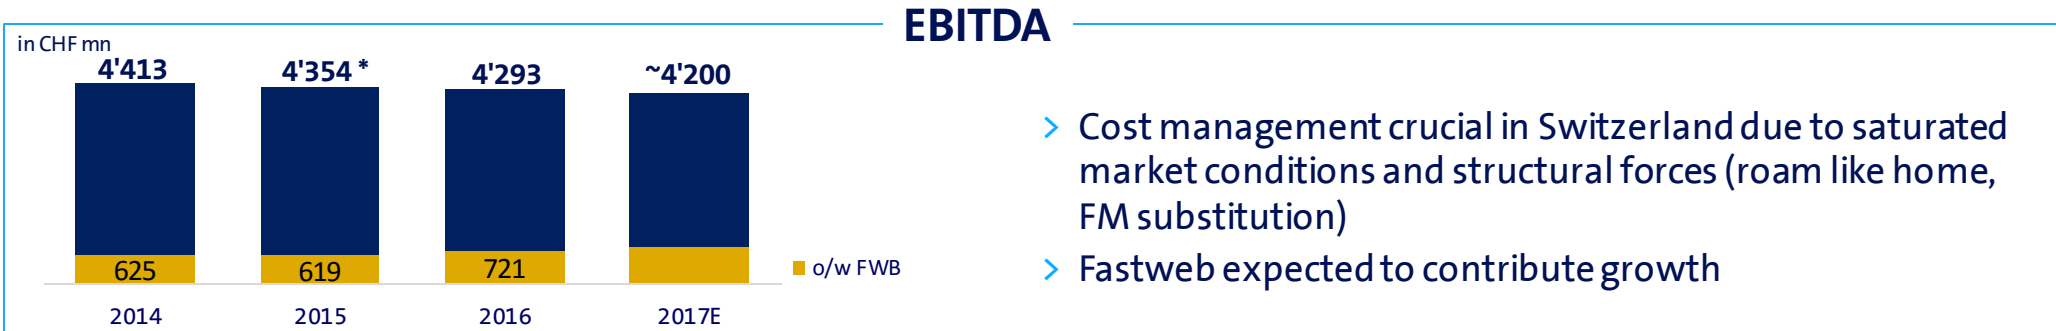 EBITDA
in CHF mn
4'413
4'354 *
4'293
~4'200
625
619
721
o/w FWB
2014
2015
2016
2017E
> Cost management crucial in Switzerland due to saturated
market conditions and structural forces (roam like home,
FM substitution)
> Fastweb expected to contribute growth